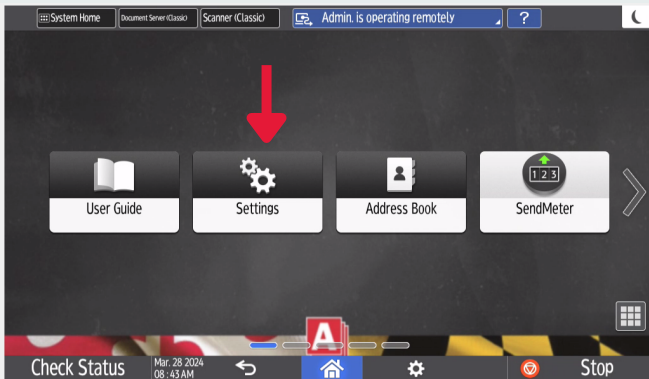 System Home
Document Server (Classic)
Scanner (Classic)
Admin. is operating remotely
?
User Guide
Settings
Address Book
1 2 3
SendMeter
A
Check Status
Mar. 28 2024
08 : 43 AM
Stop